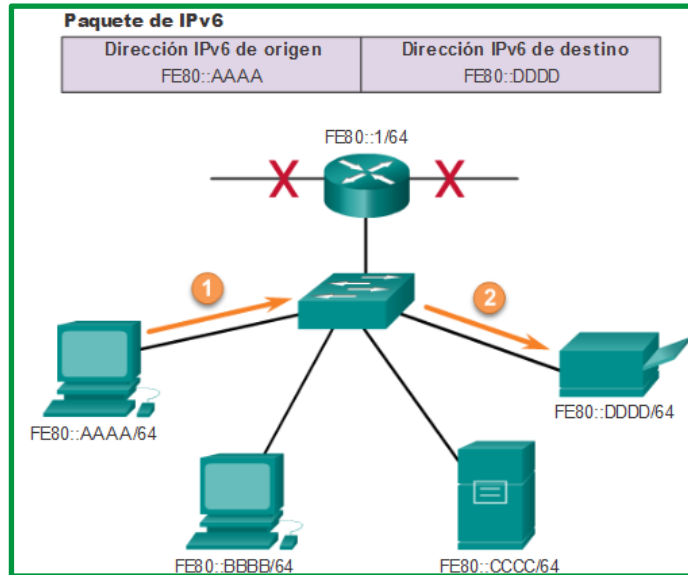 Paquete de IPv6
Dirección IPv6 de origen
FE80::AAAA
Dirección IPv6 de destino
FE80::DDDD
FE80::1/64
1
2
FE80::DDDD/64
FE80::AAAA/64
FE80::BBBB/64
FE80::CCCC/64